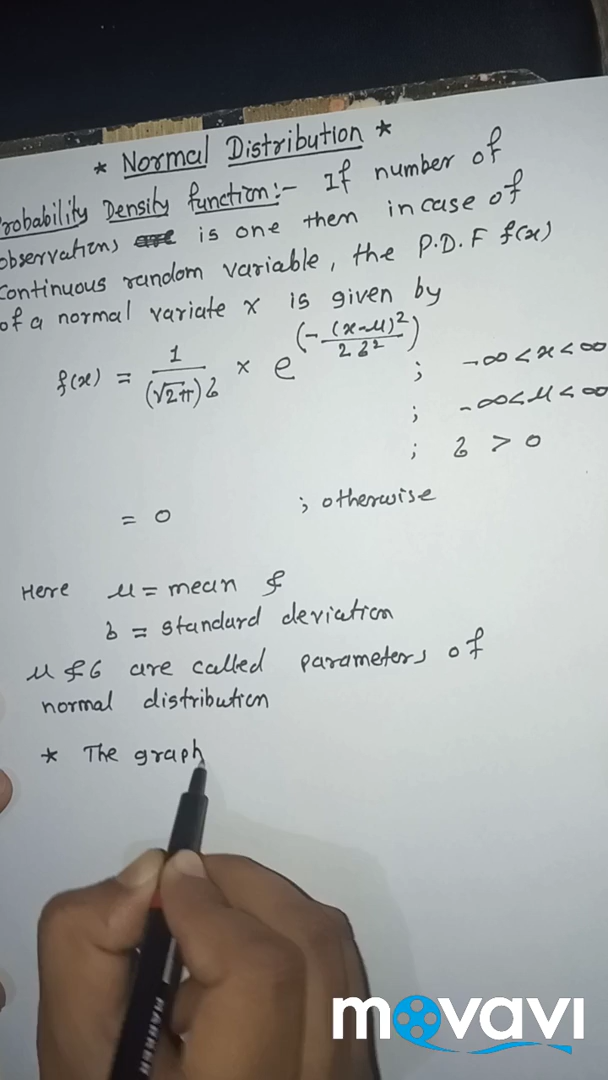 * Normal Distribution *
Probability Density function:- If number of
observations is one then in case of
continuous random variable, the P.D.F f(x)
of a normal variate x is given by
f(x) = 1/(√2π)σ × e^(-(x-μ)²/2σ²) ; -∞<x<∞
; -∞<μ<∞
; σ > 0
= 0 ; otherwise
Here μ = mean &
σ = standard deviation
μ & σ are called parameters of
normal distribution
* The graph
MARKER
movavi